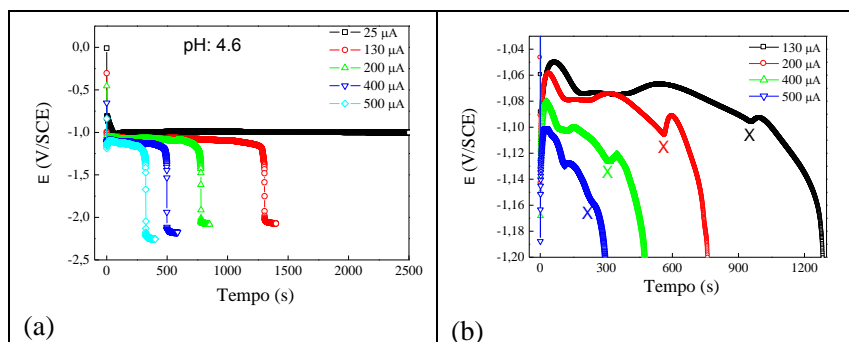 pH: 4.6
25 µA
130 µA
200 µA
400 µA
500 µA
0,0
-0,5
-1,0
-1,5
-2,0
-2,5
E (V/SCE)
0 500 1000 1500 2000 2500
Tempo (s)
(a)
130 µA
200 µA
400 µA
500 µA
-1,04
-1,06
-1,08
-1,10
-1,12
-1,14
-1,16
-1,18
-1,20
E (V/SCE)
X X X X
0 300 600 900 1200
Tempo (s)
(b)